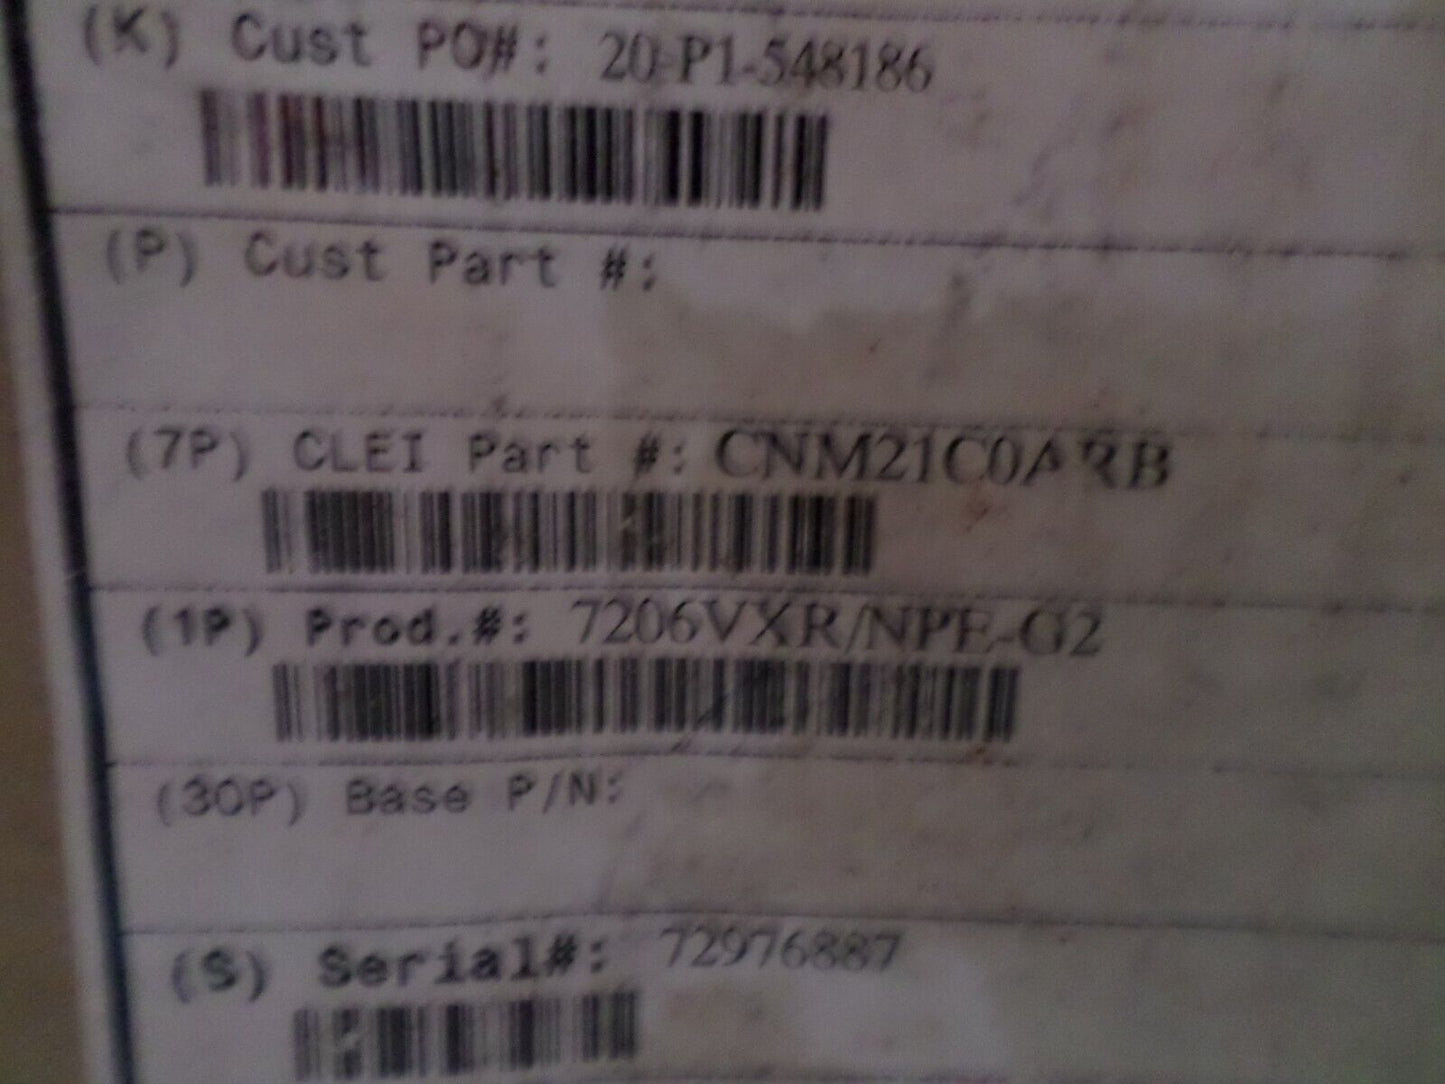 (K) Cust PO#: 20-P1-548186
(P) Cust Part #:
(7P) CLEI Part #: CNM21C0ARB
(1P) Prod.#: 7206VXR/NPE-G2
(30P) Base P/N:
(S) Serial#: 72976887